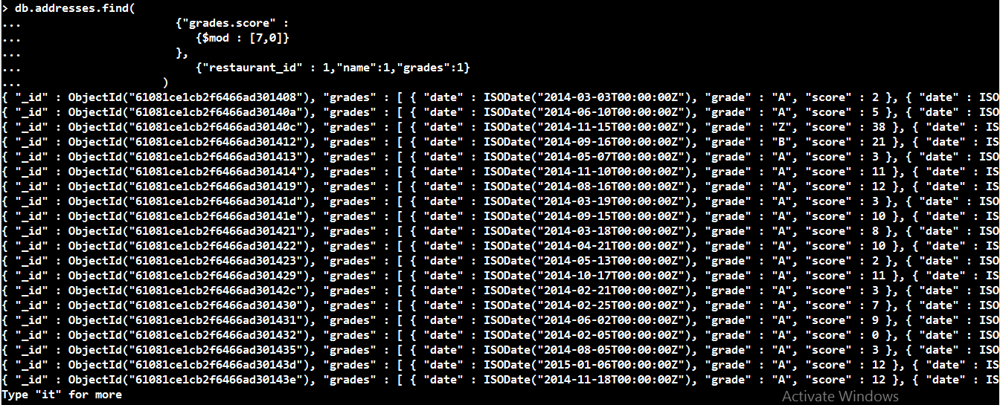 > db.addresses.find(
... {"grades.score" :
... {$mod : [7,0]}
... },
... {"restaurant_id" : 1,"name":1,"grades":1}
... )
{ "_id" : ObjectId("61081ce1cb2f6466ad301408"), "grades" : [ { "date" : ISODate("2014-03-03T00:00:00Z"), "grade" : "A", "score" : 2 }, { "date" : ISO
{ "_id" : ObjectId("61081ce1cb2f6466ad30140a"), "grades" : [ { "date" : ISODate("2014-06-10T00:00:00Z"), "grade" : "A", "score" : 5 }, { "date" : ISO
{ "_id" : ObjectId("61081ce1cb2f6466ad30140c"), "grades" : [ { "date" : ISODate("2014-11-15T00:00:00Z"), "grade" : "Z", "score" : 38 }, { "date" : IS
{ "_id" : ObjectId("61081ce1cb2f6466ad301412"), "grades" : [ { "date" : ISODate("2014-09-16T00:00:00Z"), "grade" : "B", "score" : 21 }, { "date" : IS
{ "_id" : ObjectId("61081ce1cb2f6466ad301413"), "grades" : [ { "date" : ISODate("2014-05-07T00:00:00Z"), "grade" : "A", "score" : 3 }, { "date" : ISO
{ "_id" : ObjectId("61081ce1cb2f6466ad301414"), "grades" : [ { "date" : ISODate("2014-11-10T00:00:00Z"), "grade" : "A", "score" : 11 }, { "date" : IS
{ "_id" : ObjectId("61081ce1cb2f6466ad301419"), "grades" : [ { "date" : ISODate("2014-08-16T00:00:00Z"), "grade" : "A", "score" : 12 }, { "date" : IS
{ "_id" : ObjectId("61081ce1cb2f6466ad30141d"), "grades" : [ { "date" : ISODate("2014-03-19T00:00:00Z"), "grade" : "A", "score" : 3 }, { "date" : ISO
{ "_id" : ObjectId("61081ce1cb2f6466ad30141e"), "grades" : [ { "date" : ISODate("2014-09-15T00:00:00Z"), "grade" : "A", "score" : 10 }, { "date" : IS
{ "_id" : ObjectId("61081ce1cb2f6466ad301421"), "grades" : [ { "date" : ISODate("2014-03-18T00:00:00Z"), "grade" : "A", "score" : 8 }, { "date" : ISO
{ "_id" : ObjectId("61081ce1cb2f6466ad301422"), "grades" : [ { "date" : ISODate("2014-04-21T00:00:00Z"), "grade" : "A", "score" : 10 }, { "date" : IS
{ "_id" : ObjectId("61081ce1cb2f6466ad301423"), "grades" : [ { "date" : ISODate("2014-05-13T00:00:00Z"), "grade" : "A", "score" : 2 }, { "date" : ISO
{ "_id" : ObjectId("61081ce1cb2f6466ad301429"), "grades" : [ { "date" : ISODate("2014-10-17T00:00:00Z"), "grade" : "A", "score" : 11 }, { "date" : IS
{ "_id" : ObjectId("61081ce1cb2f6466ad30142c"), "grades" : [ { "date" : ISODate("2014-02-21T00:00:00Z"), "grade" : "A", "score" : 3 }, { "date" : ISO
{ "_id" : ObjectId("61081ce1cb2f6466ad301430"), "grades" : [ { "date" : ISODate("2014-02-25T00:00:00Z"), "grade" : "A", "score" : 7 }, { "date" : ISO
{ "_id" : ObjectId("61081ce1cb2f6466ad301431"), "grades" : [ { "date" : ISODate("2014-06-02T00:00:00Z"), "grade" : "A", "score" : 9 }, { "date" : ISO
{ "_id" : ObjectId("61081ce1cb2f6466ad301432"), "grades" : [ { "date" : ISODate("2014-02-05T00:00:00Z"), "grade" : "A", "score" : 0 }, { "date" : ISO
{ "_id" : ObjectId("61081ce1cb2f6466ad301435"), "grades" : [ { "date" : ISODate("2014-08-05T00:00:00Z"), "grade" : "A", "score" : 3 }, { "date" : ISO
{ "_id" : ObjectId("61081ce1cb2f6466ad30143d"), "grades" : [ { "date" : ISODate("2015-01-06T00:00:00Z"), "grade" : "A", "score" : 12 }, { "date" : IS
{ "_id" : ObjectId("61081ce1cb2f6466ad30143e"), "grades" : [ { "date" : ISODate("2014-11-18T00:00:00Z"), "grade" : "A", "score" : 12 }, { "date" : IS
Type "it" for more
Activate Windows